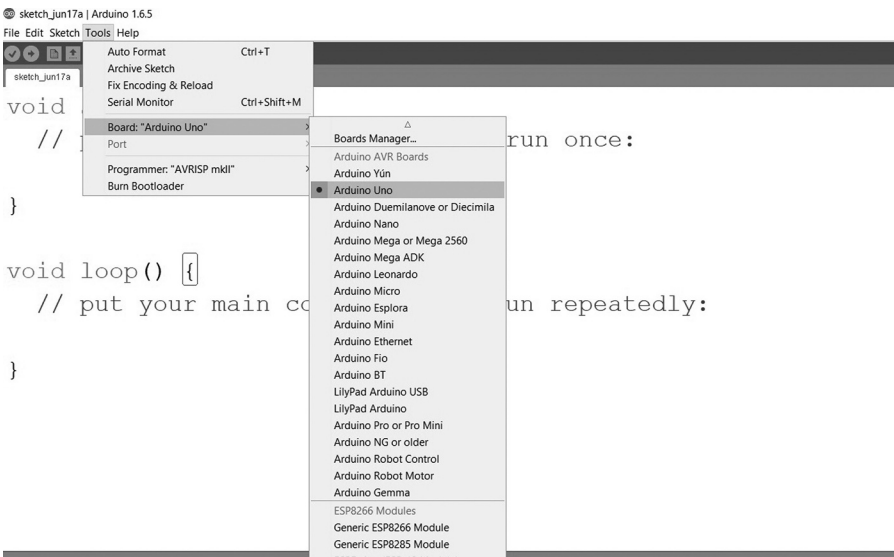 sketch_jun17a | Arduino 1.6.5
File Edit Sketch Tools Help
sketch_jun17a
Auto Format Ctrl+T
Archive Sketch
Fix Encoding & Reload
Serial Monitor Ctrl+Shift+M
Board: "Arduino Uno"
Port
Programmer: "AVRISP mkII"
Burn Bootloader
Boards Manager...
Arduino AVR Boards
Arduino Yún
Arduino Uno
Arduino Duemilanove or Diecimila
Arduino Nano
Arduino Mega or Mega 2560
Arduino Mega ADK
Arduino Leonardo
Arduino Micro
Arduino Esplora
Arduino Mini
Arduino Ethernet
Arduino Fio
Arduino BT
LilyPad Arduino USB
LilyPad Arduino
Arduino Pro or Pro Mini
Arduino NG or older
Arduino Robot Control
Arduino Robot Motor
Arduino Gemma
ESP8266 Modules
Generic ESP8266 Module
Generic ESP8285 Module
void
// run once:
}
void loop() {
// put your main un repeatedly:
}